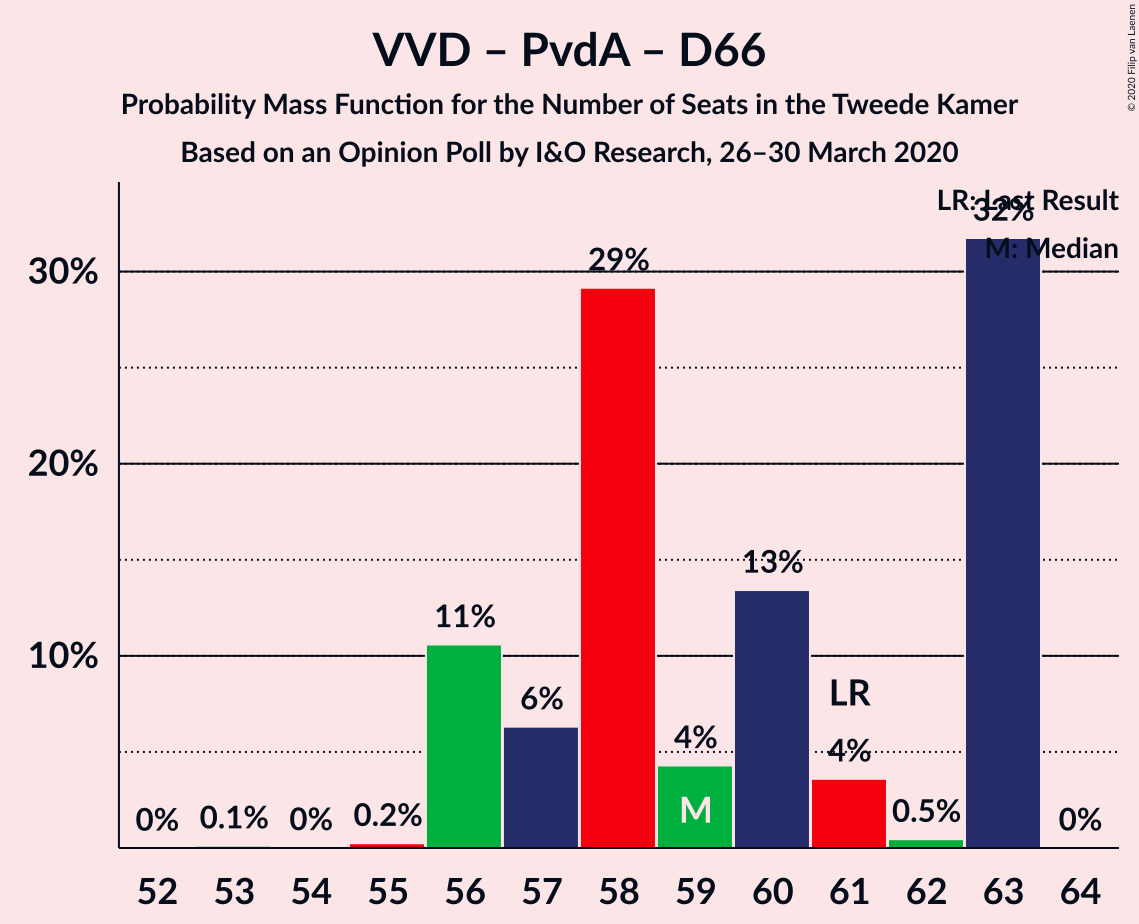 VVD – PvdA – D66
Probability Mass Function for the Number of Seats in the Tweede Kamer
Based on an Opinion Poll by I&O Research, 26–30 March 2020
© 2020 Filip van Laenen
LR: Last Result
M: Median
32%
30%
29%
20%
13%
11%
10%
LR
6%
4%
4%
M
0%
0.1%
0%
0.2%
0.5%
0%
52 53 54 55 56 57 58 59 60 61 62 63 64